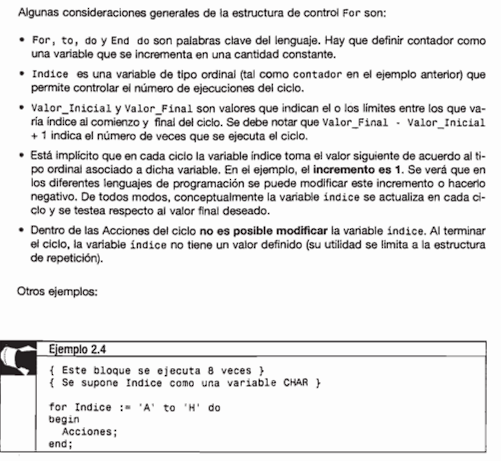 Algunas consideraciones generales de la estructura de control For son:
• For, to, do y End do son palabras clave del lenguaje. Hay que definir contador como
una variable que se incrementa en una cantidad constante.
• Indice es una variable de tipo ordinal (tal como contador en el ejemplo anterior) que
permite controlar el número de ejecuciones del ciclo.
• Valor_Inicial y Valor_Final son valores que indican el o los límites entre los que va-
ría índice al comienzo y final del ciclo. Se debe notar que Valor_Final - Valor_Inicial
+ 1 indica el número de veces que se ejecuta el ciclo.
• Está implícito que en cada ciclo la variable índice toma el valor siguiente de acuerdo al ti-
po ordinal asociado a dicha variable. En el ejemplo, el incremento es 1. Se verá que en
los diferentes lenguajes de programación se puede modificar este incremento o hacerlo
negativo. De todos modos, conceptualmente la variable índice se actualiza en cada ci-
clo y se testea respecto al valor final deseado.
• Dentro de las Acciones del ciclo no es posible modificar la variable índice. Al terminar
el ciclo, la variable índice no tiene un valor definido (su utilidad se limita a la estructura
de repetición).
Otros ejemplos:
Ejemplo 2.4
{ Este bloque se ejecuta 8 veces }
{ Se supone Indice como una variable CHAR }
for Indice := 'A' to 'H' do
begin
Acciones;
end;